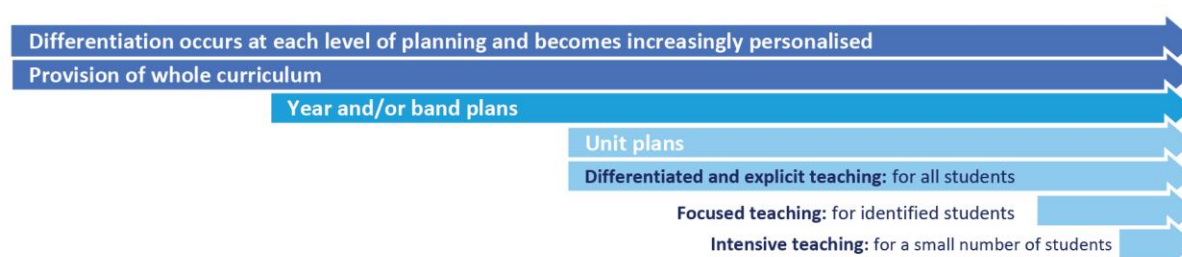 Differentiation occurs at each level of planning and becomes increasingly personalised
Provision of whole curriculum
Year and/or band plans
Unit plans
Differentiated and explicit teaching: for all students
Focused teaching: for identified students
Intensive teaching: for a small number of students